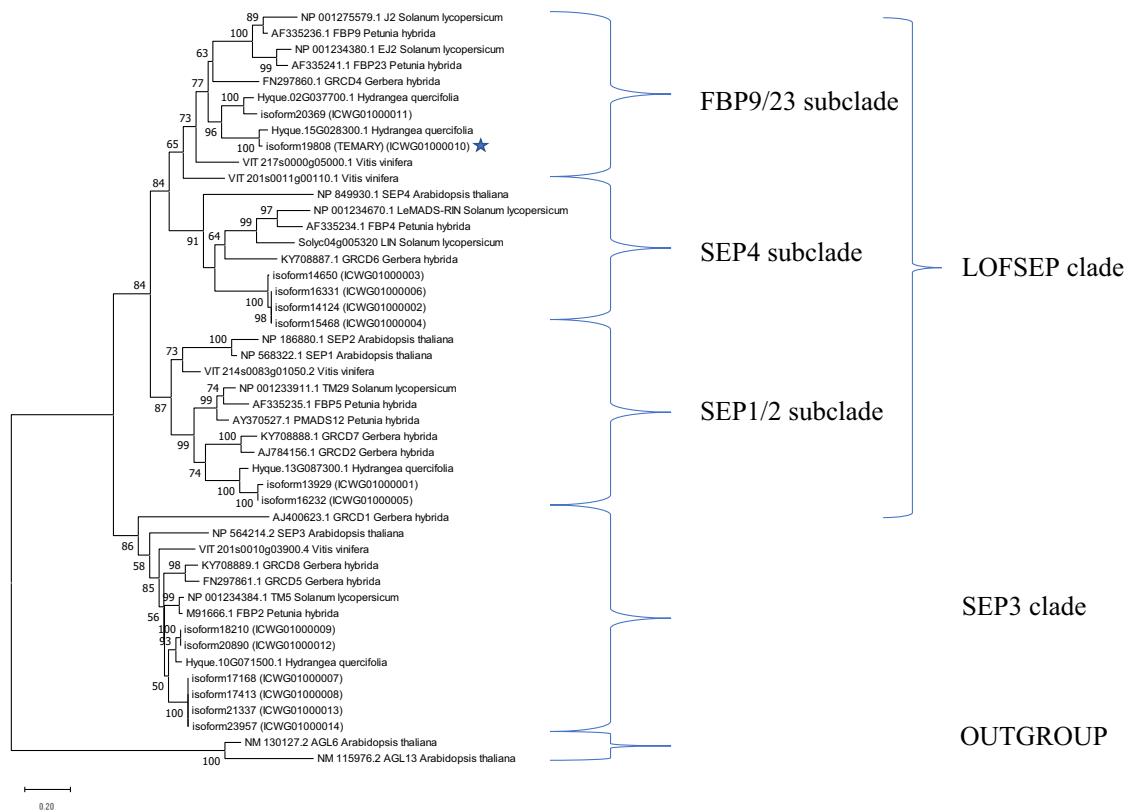 89
NP 001275579.1 J2 Solanum lycopersicum
100
AF335236.1 FBP9 Petunia hybrida
63
NP 001234380.1 EJ2 Solanum lycopersicum
99
AF335241.1 FBP23 Petunia hybrida
77
FN297860.1 GRCD4 Gerbera hybrida
100
Hyque.02G037700.1 Hydrangea quercifolia
FBP9/23 subclade
73
isoform20369 (ICWG01000011)
96
Hyque.15G028300.1 Hydrangea quercifolia
65
100
isoform19808 (TEMARY) (ICWG01000010)
VIT 217s0000g05000.1 Vitis vinifera
84
VIT 201s0011g00110.1 Vitis vinifera
NP 849930.1 SEP4 Arabidopsis thaliana
97
NP 001234670.1 LeMADS-RIN Solanum lycopersicum
99
AF335234.1 FBP4 Petunia hybrida
91
64
Solyc04g005320 LIN Solanum lycopersicum
SEP4 subclade
KY708887.1 GRCD6 Gerbera hybrida
LOFSEP clade
isoform14650 (ICWG01000003)
84
isoform16331 (ICWG01000006)
100
isoform14124 (ICWG01000002)
98
isoform15468 (ICWG01000004)
100
NP 186880.1 SEP2 Arabidopsis thaliana
73
NP 568322.1 SEP1 Arabidopsis thaliana
VIT 214s0083g01050.2 Vitis vinifera
74
NP 001233911.1 TM29 Solanum lycopersicum
87
99
AF335235.1 FBP5 Petunia hybrida
SEP1/2 subclade
AY370527.1 PMADS12 Petunia hybrida
100
KY708888.1 GRCD7 Gerbera hybrida
99
AJ784156.1 GRCD2 Gerbera hybrida
74
Hyque.13G087300.1 Hydrangea quercifolia
100
isoform13929 (ICWG01000001)
100
isoform16232 (ICWG01000005)
AJ400623.1 GRCD1 Gerbera hybrida
86
NP 564214.2 SEP3 Arabidopsis thaliana
58
VIT 201s0010g03900.4 Vitis vinifera
98
KY708889.1 GRCD8 Gerbera hybrida
85
FN297861.1 GRCD5 Gerbera hybrida
99
NP 001234384.1 TM5 Solanum lycopersicum
SEP3 clade
56
M91666.1 FBP2 Petunia hybrida
100
isoform18210 (ICWG01000009)
93
isoform20890 (ICWG01000012)
Hyque.10G071500.1 Hydrangea quercifolia
50
isoform17168 (ICWG01000007)
isoform17413 (ICWG01000008)
100
isoform21337 (ICWG01000013)
isoform23957 (ICWG01000014)
NM 130127.2 AGL6 Arabidopsis thaliana
OUTGROUP
100
NM 115976.2 AGL13 Arabidopsis thaliana
0.20